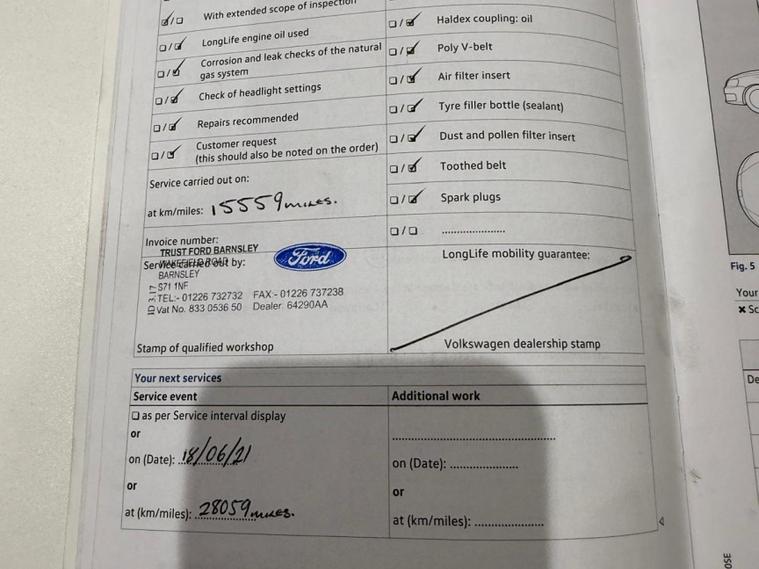 With extended scope of inspection
LongLife engine oil used
Corrosion and leak checks of the natural
gas system
Check of headlight settings
Repairs recommended
Customer request
(this should also be noted on the order)
Service carried out on:
at km/miles: 15559 miles.
Invoice number:
TRUST FORD BARNSLEY
WAKEFIELD ROAD
Service carried out by:
BARNSLEY
S71 1NF
TEL:- 01226 732732 FAX:- 01226 737238
Vat No. 833 0536 50 Dealer: 64290AA
Ford
Stamp of qualified workshop
Haldex coupling: oil
Poly V-belt
Air filter insert
Tyre filler bottle (sealant)
Dust and pollen filter insert
Toothed belt
Spark plugs
......................
LongLife mobility guarantee:
Volkswagen dealership stamp
Your next services
Service event
as per Service interval display
or
on (Date): 18/06/21
or
at (km/miles): 28059 miles.
Additional work
on (Date): ...................
or
at (km/miles): ...................
Fig. 5
Your
Sc
De